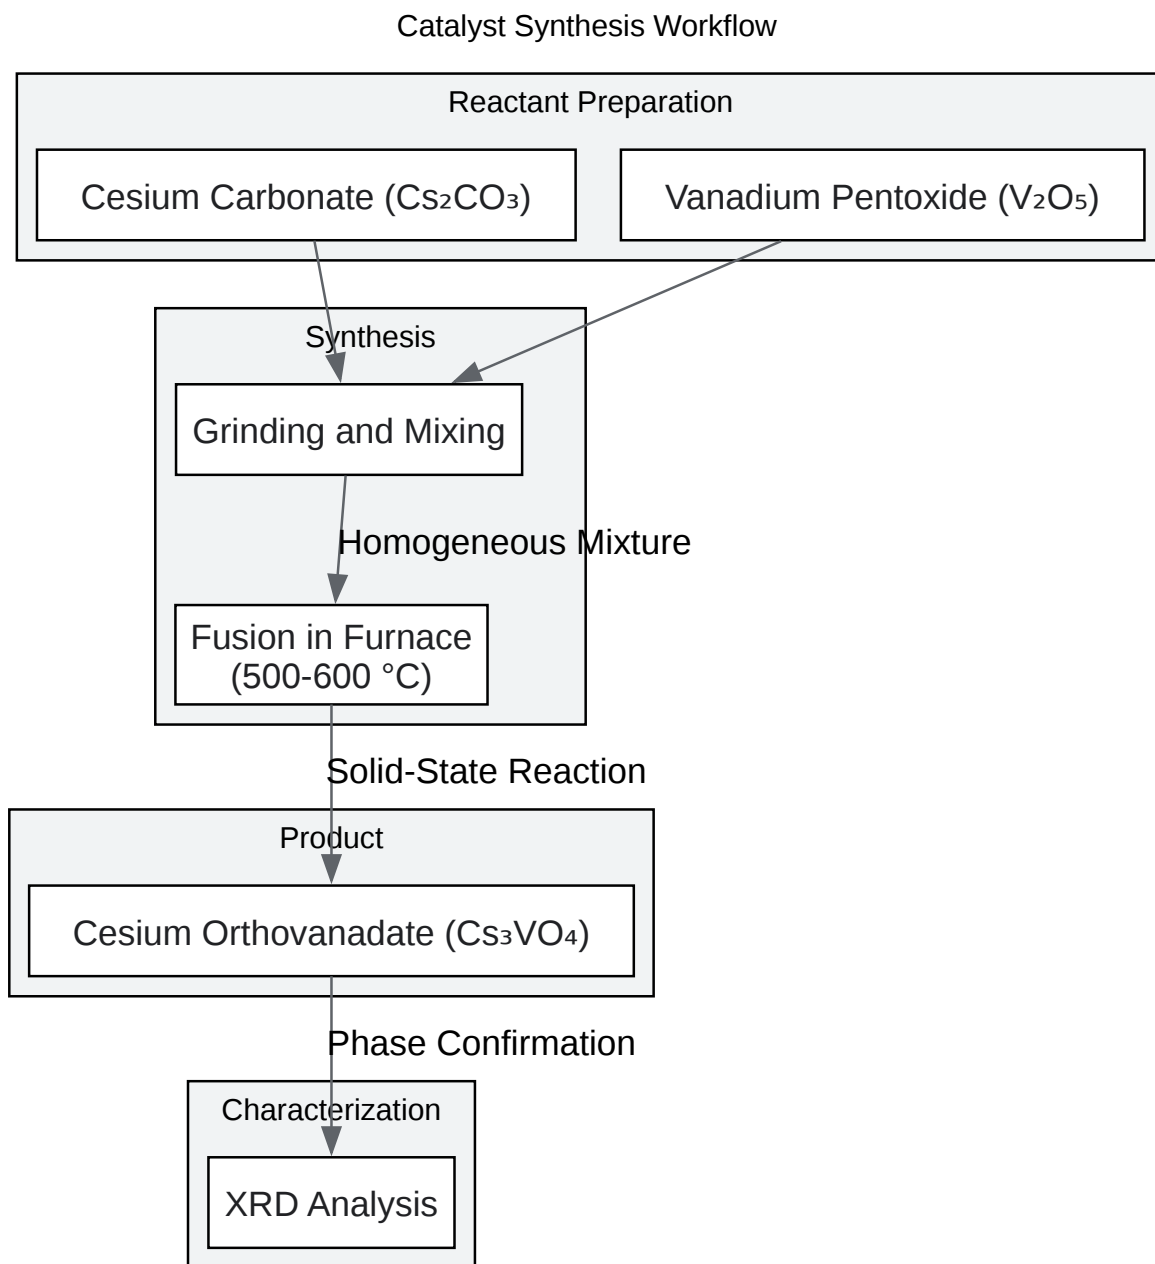 Catalyst Synthesis Workflow
Reactant Preparation
Cesium Carbonate (Cs₂CO₃)
Vanadium Pentoxide (V₂O₅)
Synthesis
Grinding and Mixing
Homogeneous Mixture
Fusion in Furnace
(500-600 °C)
Solid-State Reaction
Product
Cesium Orthovanadate (Cs₃VO₄)
Phase Confirmation
Characterization
XRD Analysis